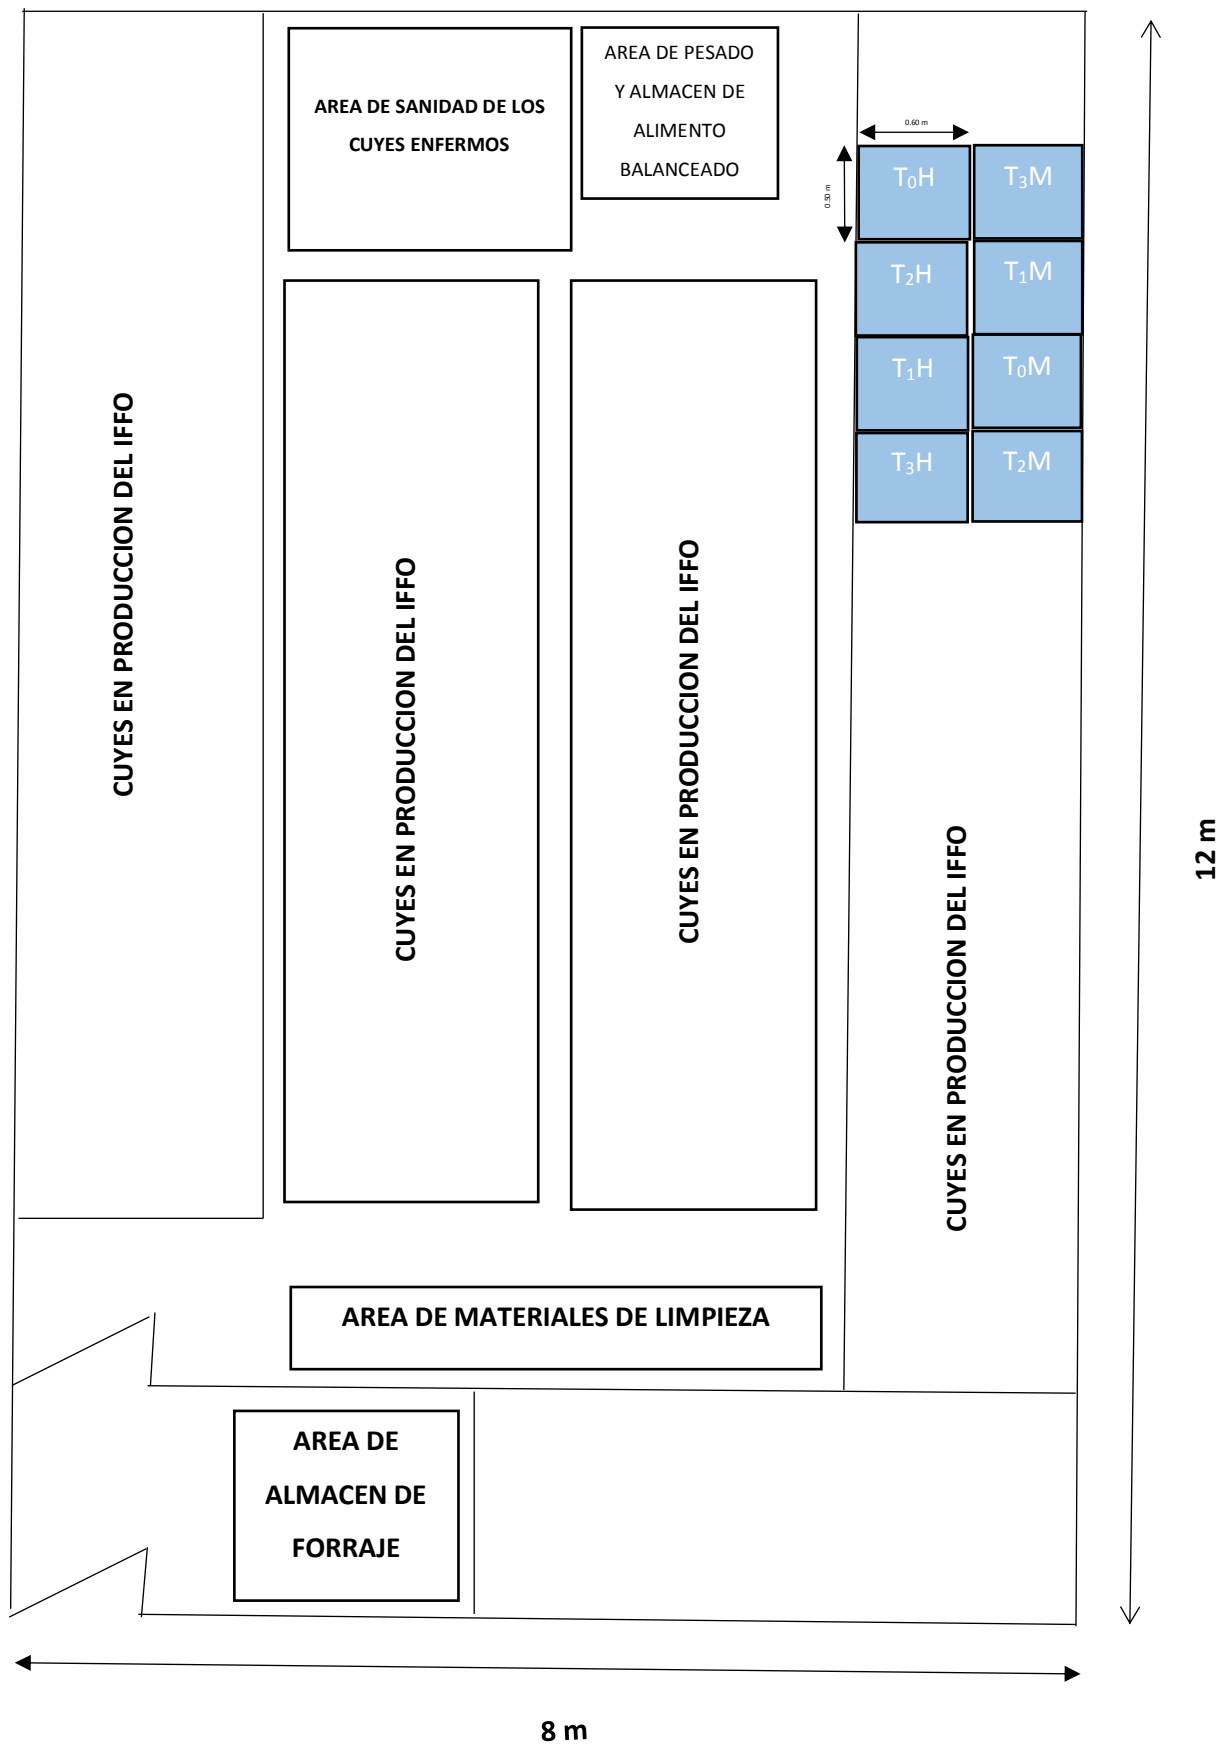 AREA DE SANIDAD DE LOS
CUYES ENFERMOS
AREA DE PESADO
Y ALMACEN DE
ALIMENTO
BALANCEADO
0.60 m
0.50 m
T₀H
T₃M
T₂H
T₁M
T₁H
T₀M
T₃H
T₂M
CUYES EN PRODUCCION DEL IFFO
CUYES EN PRODUCCION DEL IFFO
CUYES EN PRODUCCION DEL IFFO
CUYES EN PRODUCCION DEL IFFO
12 m
AREA DE MATERIALES DE LIMPIEZA
AREA DE
ALMACEN DE
FORRAJE
8 m